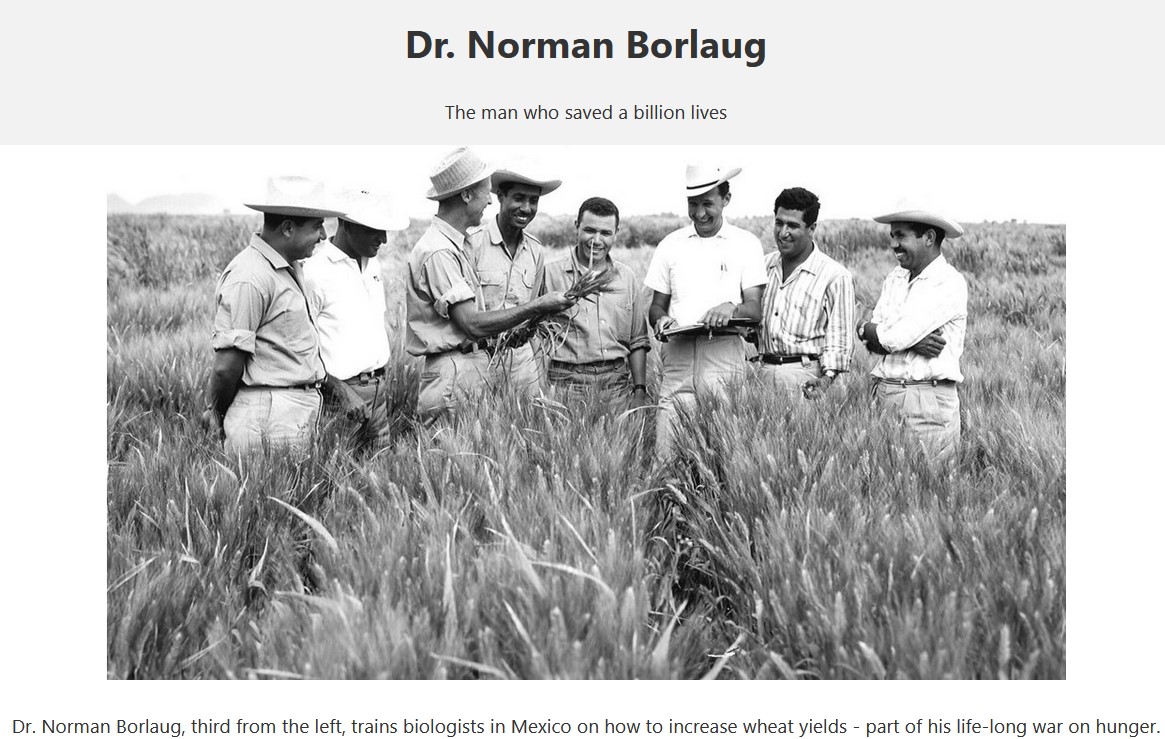 Dr. Norman Borlaug
The man who saved a billion lives
Dr. Norman Borlaug, third from the left, trains biologists in Mexico on how to increase wheat yields - part of his life-long war on hunger.